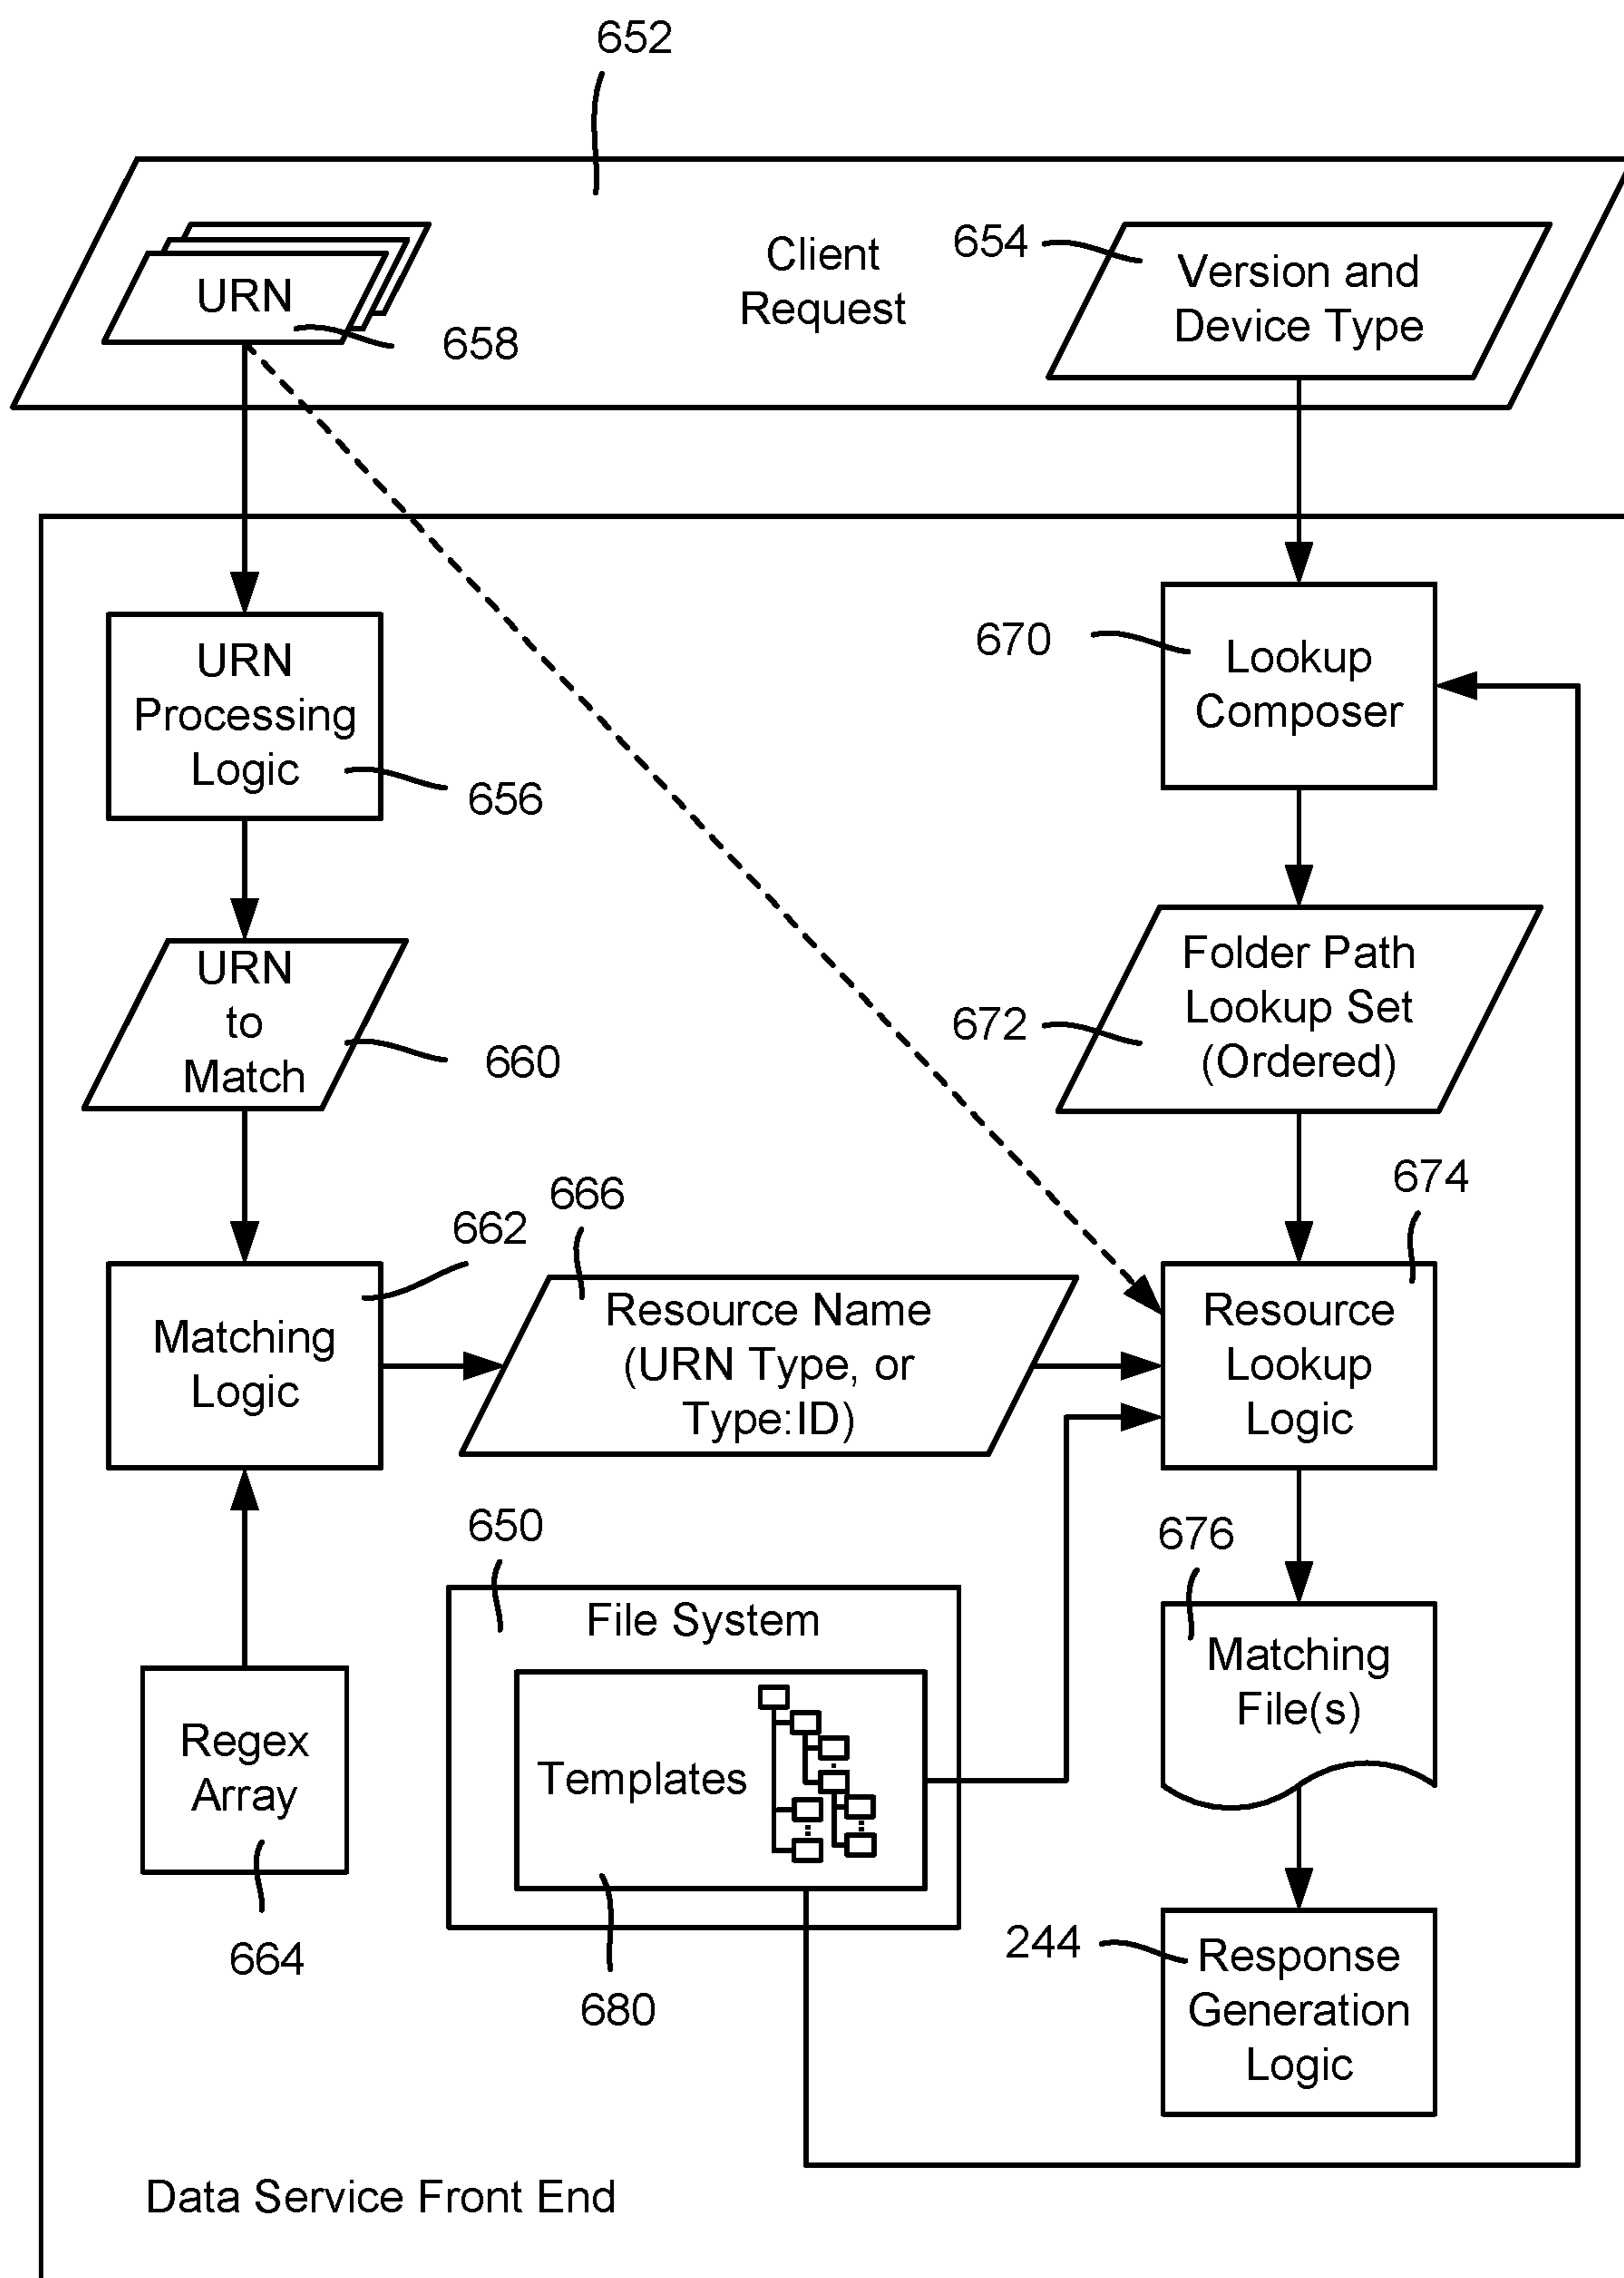 652
URN
658
Client
Request
654
Version and
Device Type
URN
Processing
Logic
656
670
Lookup
Composer
URN
to
Match
660
672
Folder Path
Lookup Set
(Ordered)
662
Matching
Logic
666
Resource Name
(URN Type, or
Type:ID)
674
Resource
Lookup
Logic
650
File System
Templates
680
676
Matching
File(s)
Regex
Array
664
244
Response
Generation
Logic
Data Service Front End